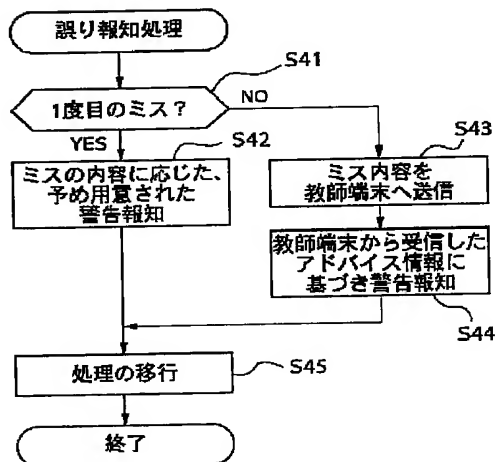 誤り報知処理
S41
1度目のミス?
NO
YES
S42
ミスの内容に応じた、
予め用意された
警告報知
S43
ミス内容を
教師端末へ送信
教師端末から受信した
アドバイス情報に
基づき警告報知
S44
処理の移行
S45
終了